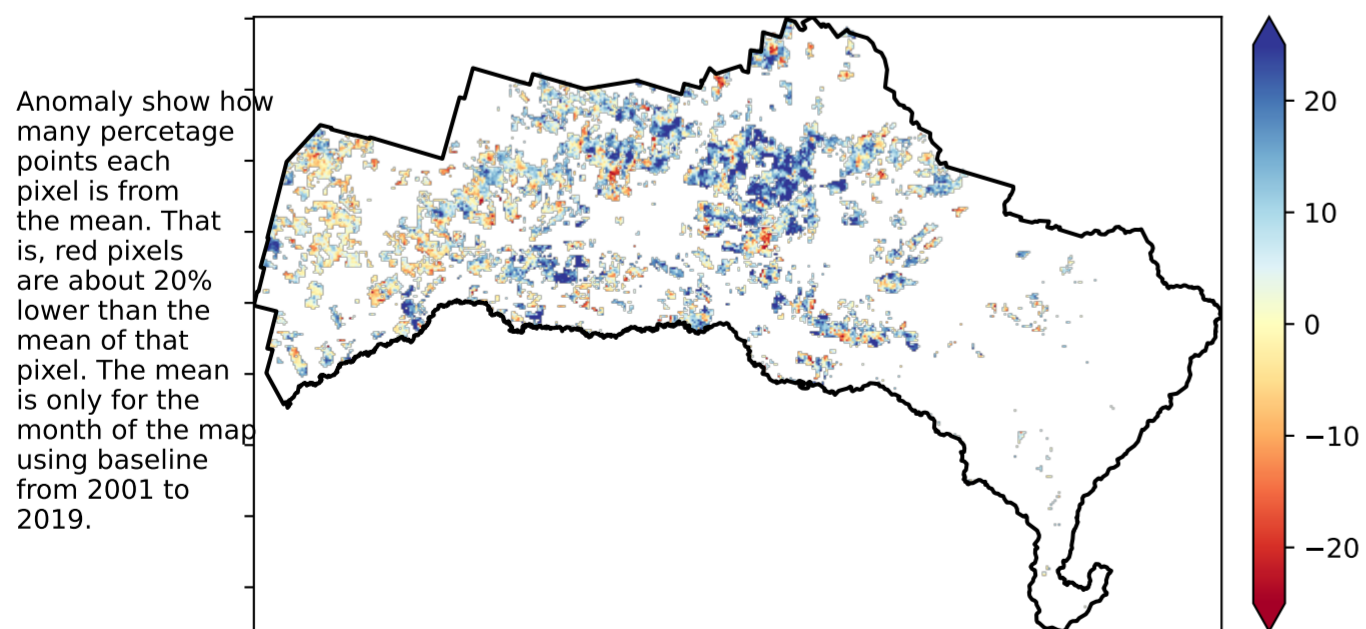 Anomaly show how
many percetage
points each
pixel is from
the mean. That
is, red pixels
are about 20%
lower than the
mean of that
pixel. The mean
is only for the
month of the map
using baseline
from 2001 to
2019.
20
10
0
−10
−20